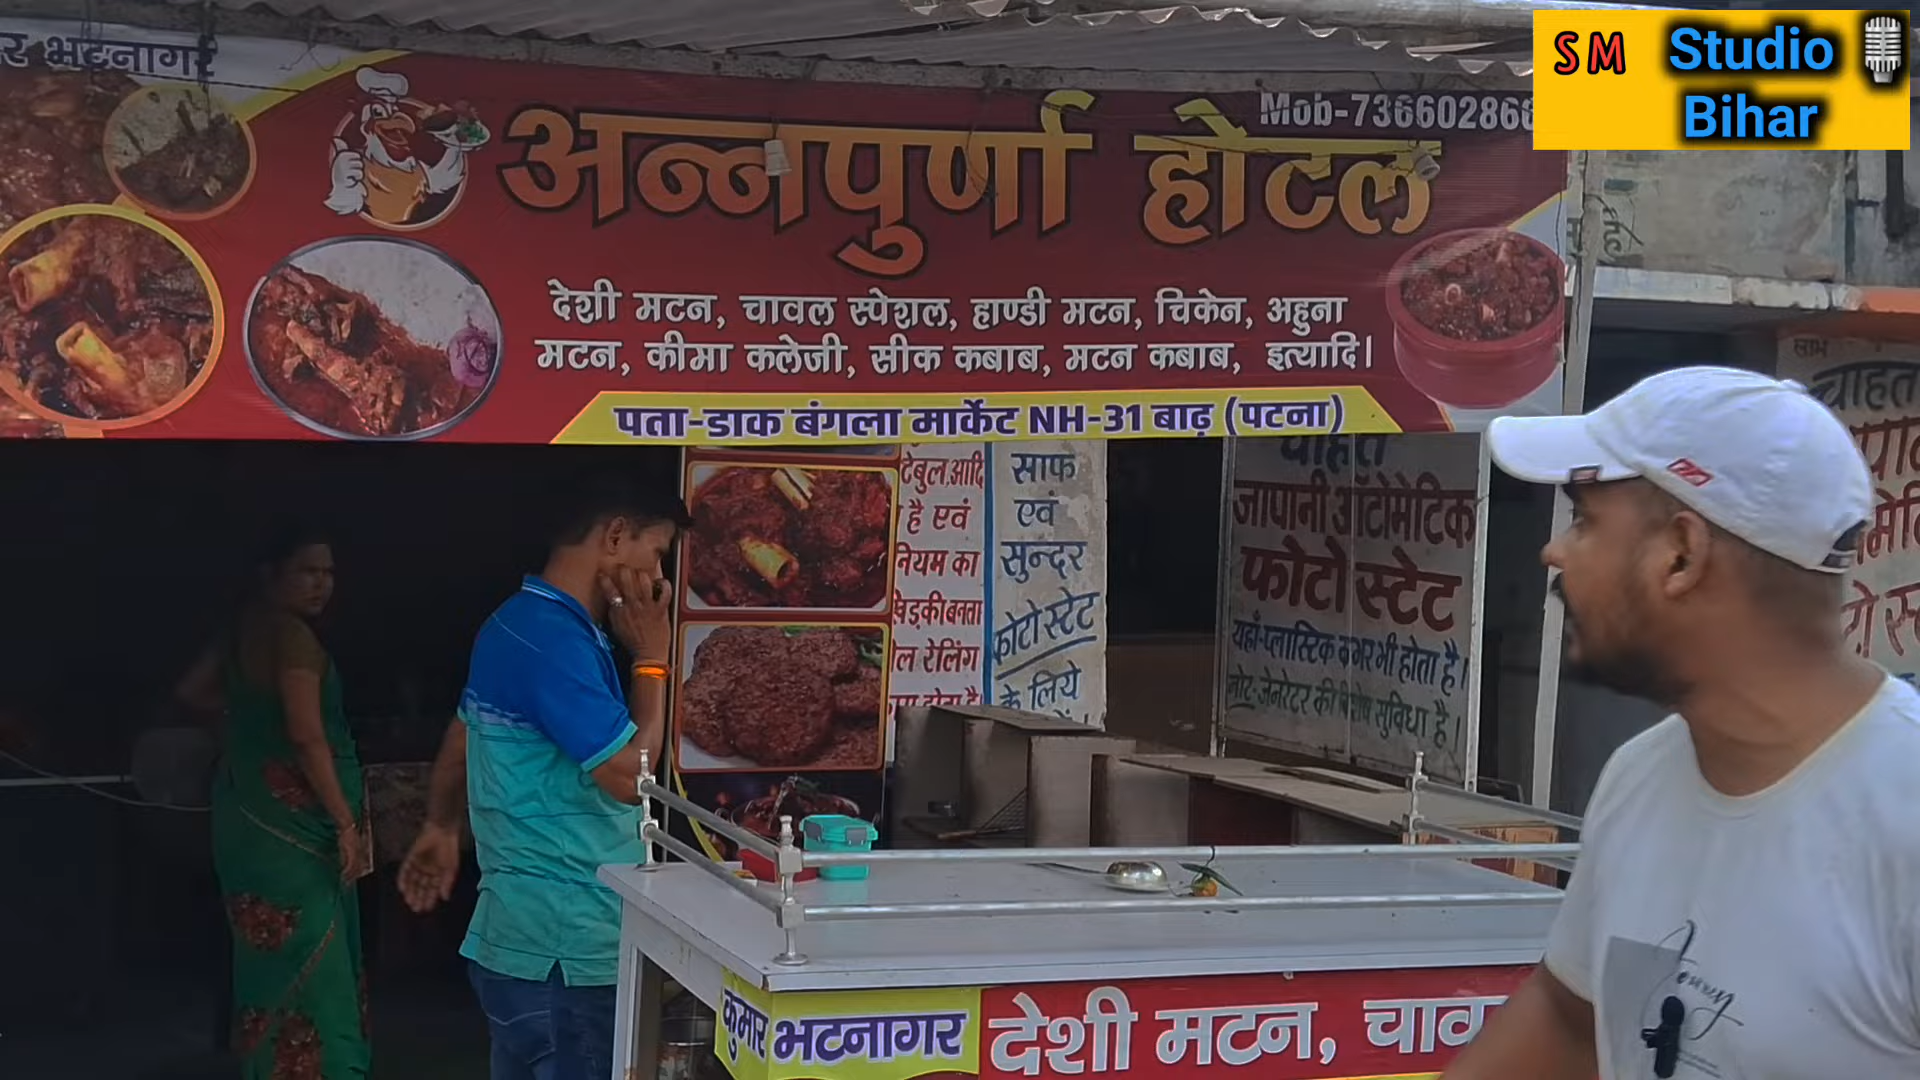 र भटनागर
Mob-736602866
अन्नपुर्णा होटल
देशी मटन, चावल स्पेशल, हाण्डी मटन, चिकेन, अहुना
मटन, कीमा कलेजी, सीक कबाब, मटन कबाब, इत्यादि।
पता-डाक बंगला मार्केट NH-31 बाढ़ (पटना)
SM Studio
Bihar
टेबुल,आदि
है एवं
नियम का
खिड़की बनता
ल रेलिंग
साफ
एवं
सुन्दर
फोटो स्टेट
के लिये
चाहत
जापानी ऑटोमेटिक
फोटो स्टेट
यहाँ-प्लास्टिक कभर भी होता है।
नोट-जेनरेटर की विशेष सुविधा है।
लाभ
चाहत
कुमार भटनागर
देशी मटन, चाव